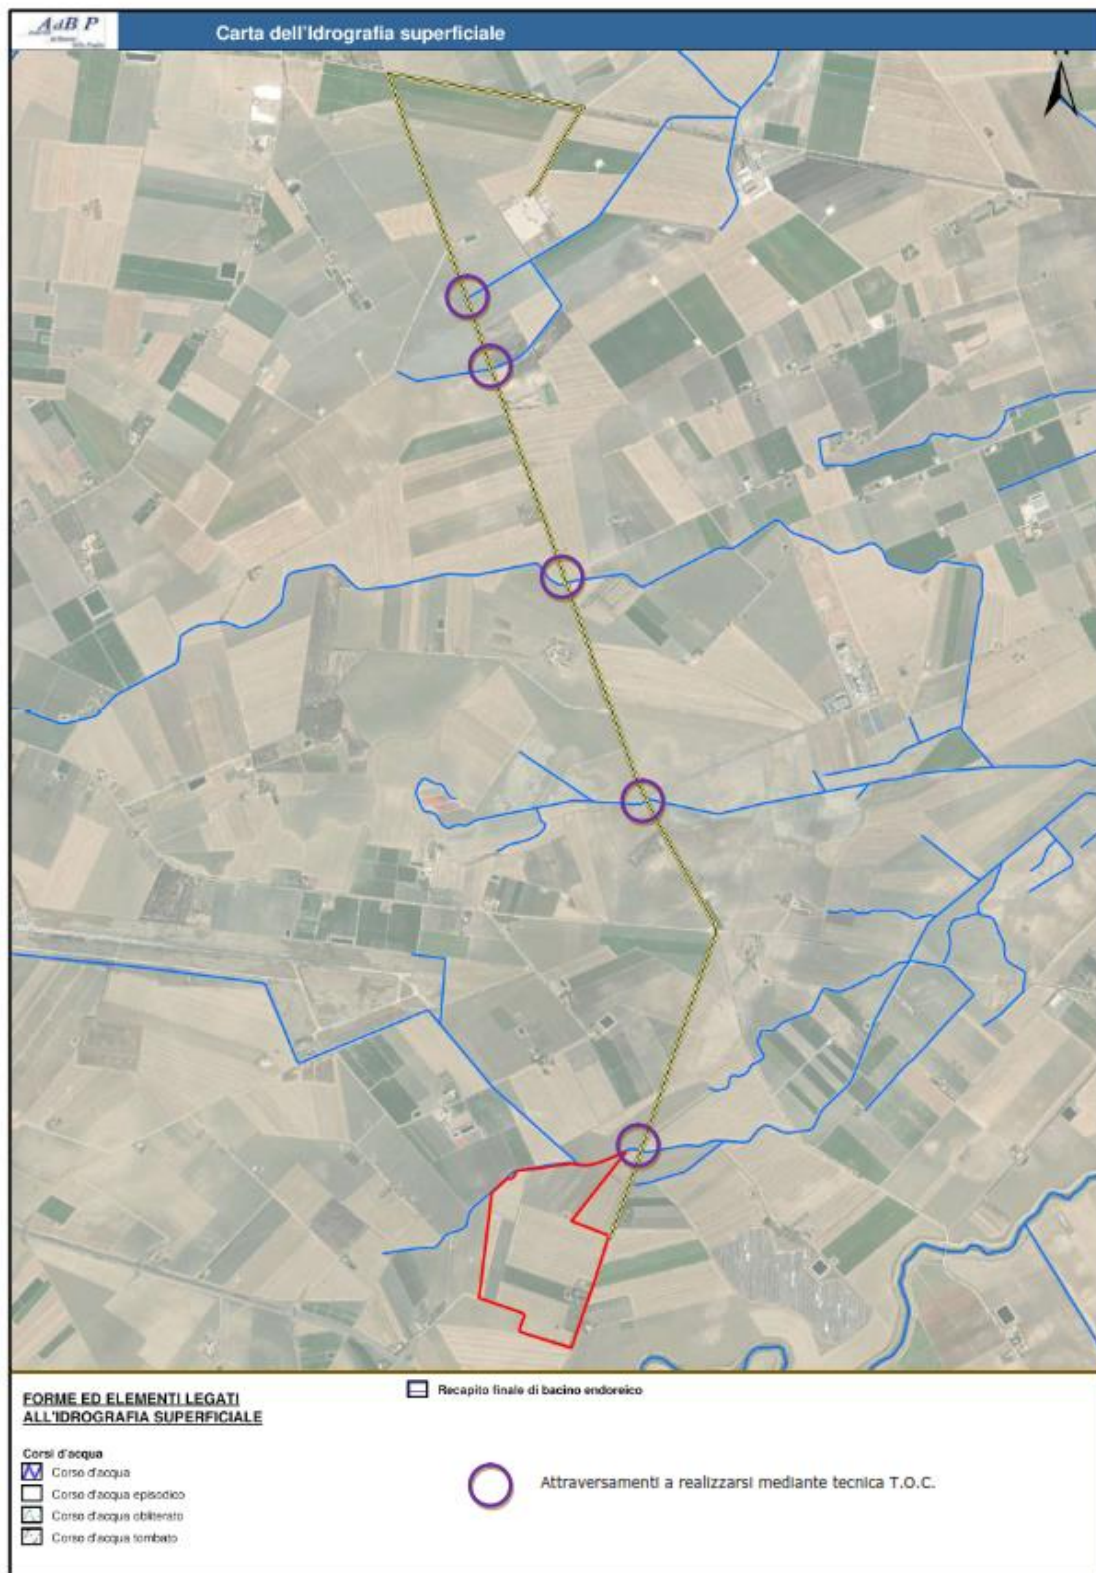 AdB P
Carta dell'Idrografia superficiale
N
FORME ED ELEMENTI LEGATI
ALL'IDROGRAFIA SUPERFICIALE
Recapito finale di bacino endoreico
Corsi d'acqua
Corso d'acqua
Corso d'acqua episodico
Corso d'acqua obliterato
Corso d'acqua tombato
Attraversamenti a realizzarsi mediante tecnica T.O.C.